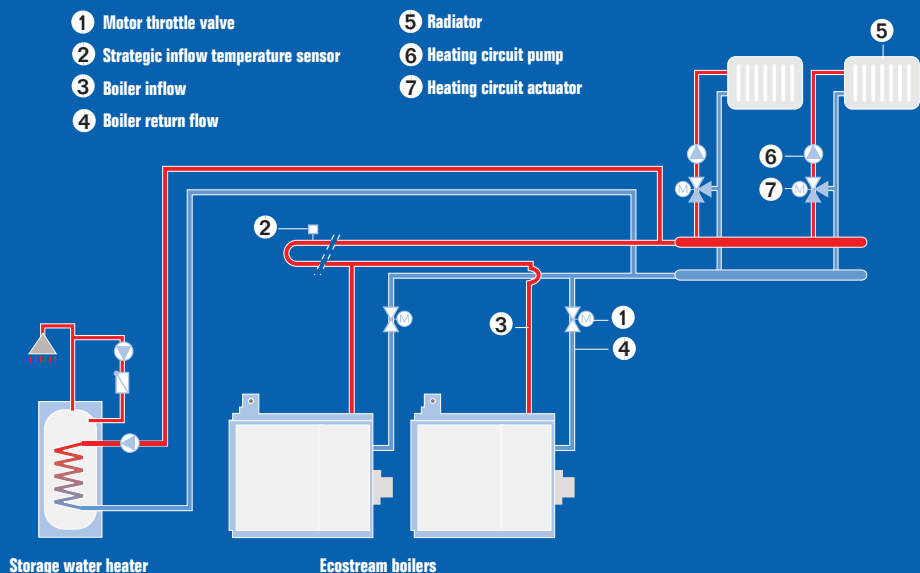 1 Motor throttle valve
2 Strategic inflow temperature sensor
3 Boiler inflow
4 Boiler return flow
5 Radiator
6 Heating circuit pump
7 Heating circuit actuator
5
6
M M 7
2
3 M M 1
4
Storage water heater
Ecostream boilers